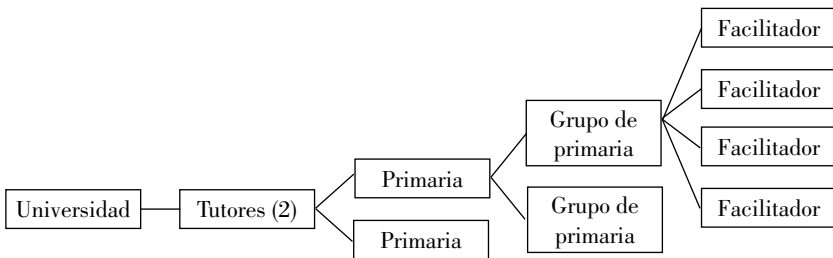 Facilitador
Facilitador
Grupo de
primaria
Facilitador
Primaria
Universidad
Tutores (2)
Grupo de
primaria
Facilitador
Primaria